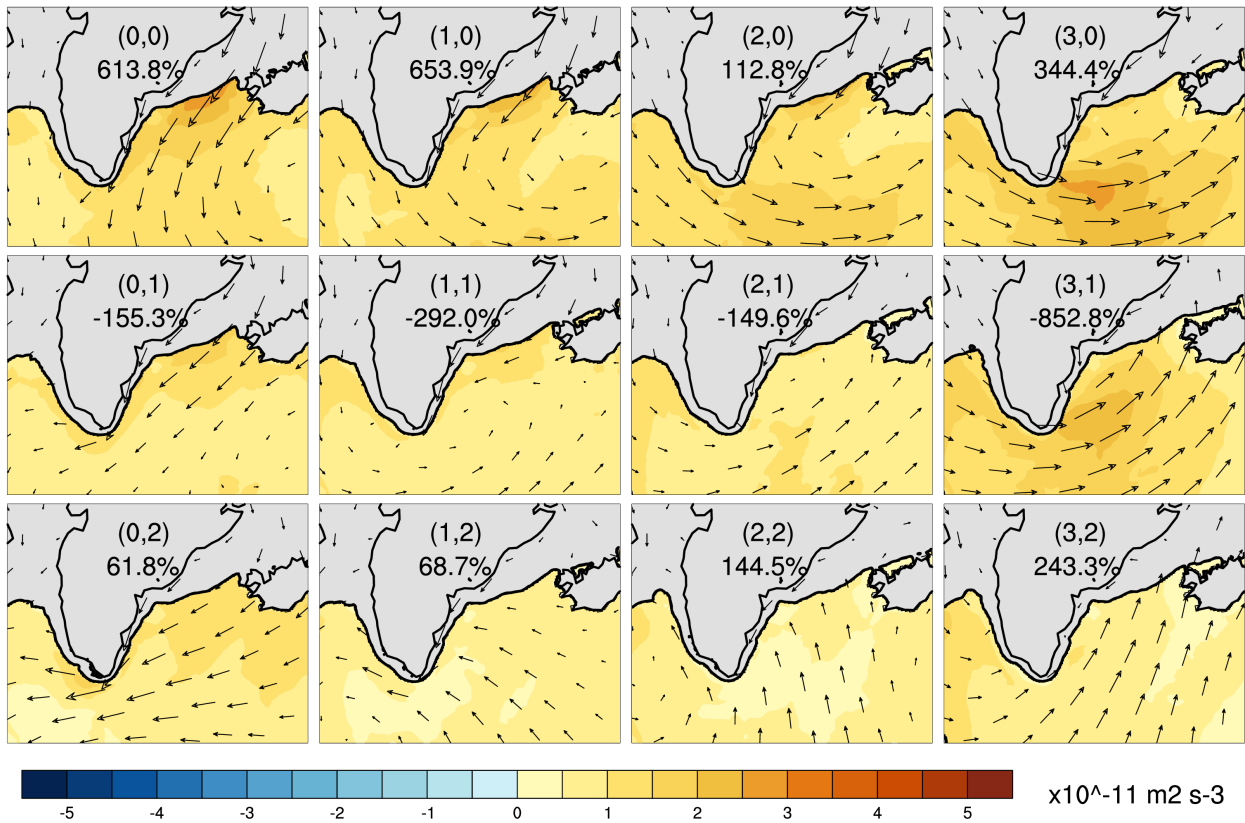 (0,0) (1,0) (2,0) (3,0)
613.8% 653.9% 112.8% 344.4%
(0,1) (1,1) (2,1) (3,1)
-155.3% -292.0% -149.6% -852.8%
(0,2) (1,2) (2,2) (3,2)
61.8% 68.7% 144.5% 243.3%
-5 -4 -3 -2 -1 0 1 2 3 4 5
x10^-11 m2 s-3